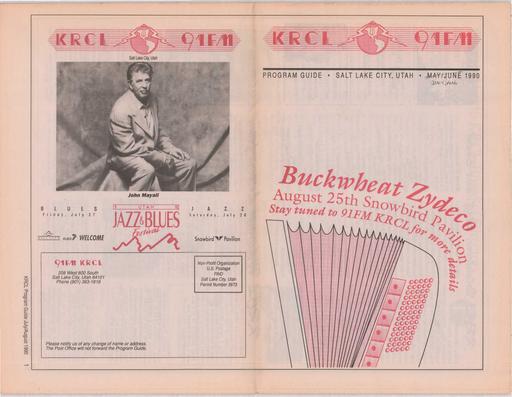 KRCL 91FM
Salt Lake City, Utah
John Mayall
BLUES
Friday, July 27
UTAH
JAZZ & BLUES
Festival
JAZZ
Saturday, July 28
WELCOME
Snowbird Pavilion
91FM KRCL
208 West 800 South
Salt Lake City, Utah 84101
Phone (801) 363-1818
Non-Profit Organization
U.S. Postage
PAID
Salt Lake City, Utah
Permit Number 3973
Please notify us of any change of name or address.
The Post Office will not forward the Program Guide.
KRCL Program Guide July/August 1990 1
KRCL 91FM
PROGRAM GUIDE • SALT LAKE CITY, UTAH • MAY/JUNE 1990
Buckwheat Zydeco
August 25th Snowbird Pavilion
Stay tuned to 91FM KRCL for more details